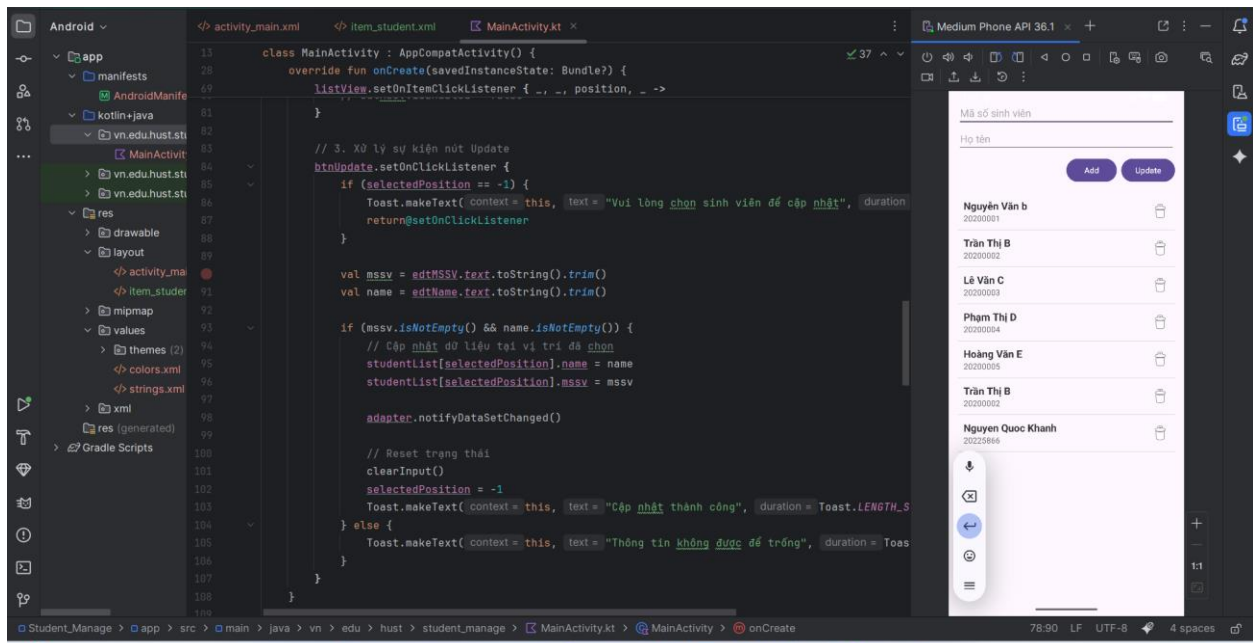 Android
activity_main.xml
item_student.xml
MainActivity.kt
Medium Phone API 36.1
app
manifests
AndroidManife
kotlin+java
vn.edu.hust.stu
MainActivit
vn.edu.hust.stu
vn.edu.hust.stu
res
drawable
layout
activity_mai
item_studen
mipmap
values
themes (2)
colors.xml
strings.xml
xml
res (generated)
Gradle Scripts
37
13 class MainActivity : AppCompatActivity() {
28 override fun onCreate(savedInstanceState: Bundle?) {
69 listView.setOnItemClickListener { _, _, position, _ ->
81 }
82
83 // 3. Xử lý sự kiện nút Update
84 btnUpdate.setOnClickListener {
85 if (selectedPosition == -1) {
86 Toast.makeText( context = this, text = "Vui lòng chọn sinh viên để cập nhật", duration
87 return@setOnClickListener
88 }
89
val mssv = edtMSSV.text.toString().trim()
91 val name = edtName.text.toString().trim()
92
93 if (mssv.isNotEmpty() && name.isNotEmpty()) {
94 // Cập nhật dữ liệu tại vị trí đã chọn
95 studentList[selectedPosition].name = name
96 studentList[selectedPosition].mssv = mssv
97
98 adapter.notifyDataSetChanged()
99
100 // Reset trạng thái
101 clearInput()
102 selectedPosition = -1
103 Toast.makeText( context = this, text = "Cập nhật thành công", duration = Toast.LENGTH_S
104 } else {
105 Toast.makeText( context = this, text = "Thông tin không được để trống", duration = Toas
106 }
107 }
108 }
109
Mã số sinh viên
Họ tên
Add
Update
Nguyễn Văn b
20200001
Trần Thị B
20200002
Lê Văn C
20200003
Phạm Thị D
20200004
Hoàng Văn E
20200005
Trần Thị B
20200002
Nguyen Quoc Khanh
20225866
1:1
Student_Manage > app > src > main > java > vn > edu > hust > student_manage > MainActivity.kt > MainActivity > onCreate
78:90 LF UTF-8 4 spaces